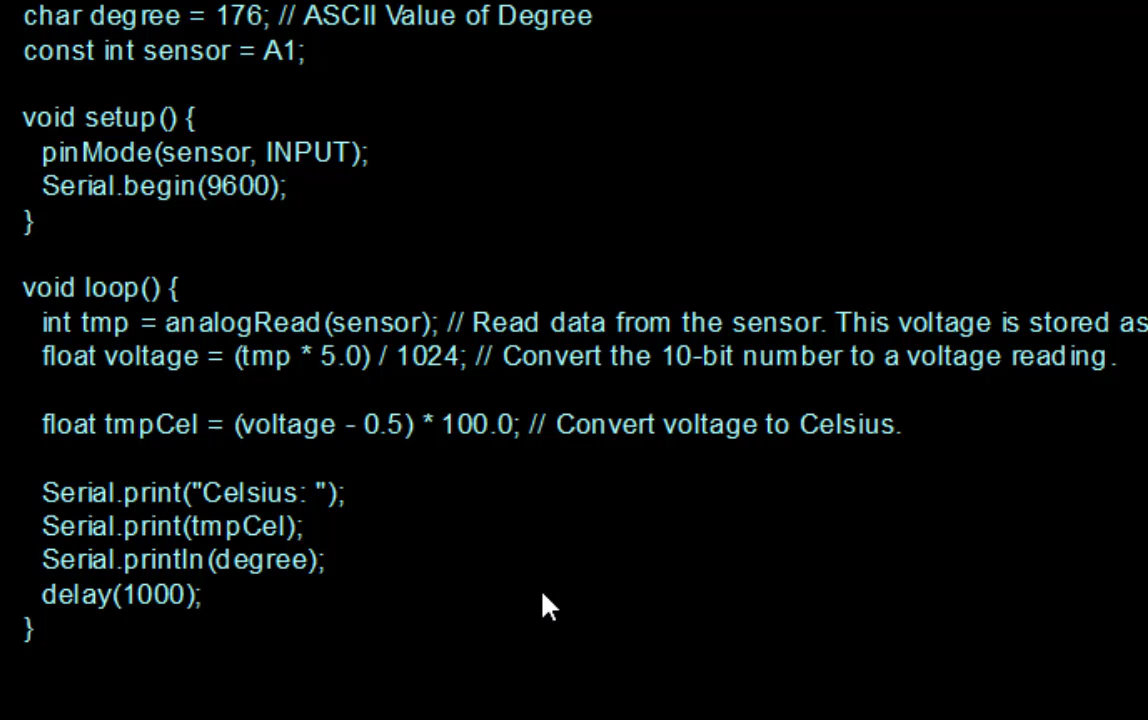 char degree = 176; // ASCII Value of Degree
const int sensor = A1;
void setup() {
pinMode(sensor, INPUT);
Serial.begin(9600);
}
void loop() {
int tmp = analogRead(sensor); // Read data from the sensor. This voltage is stored as
float voltage = (tmp * 5.0) / 1024; // Convert the 10-bit number to a voltage reading.
float tmpCel = (voltage - 0.5) * 100.0; // Convert voltage to Celsius.
Serial.print("Celsius: ");
Serial.print(tmpCel);
Serial.println(degree);
delay(1000);
}